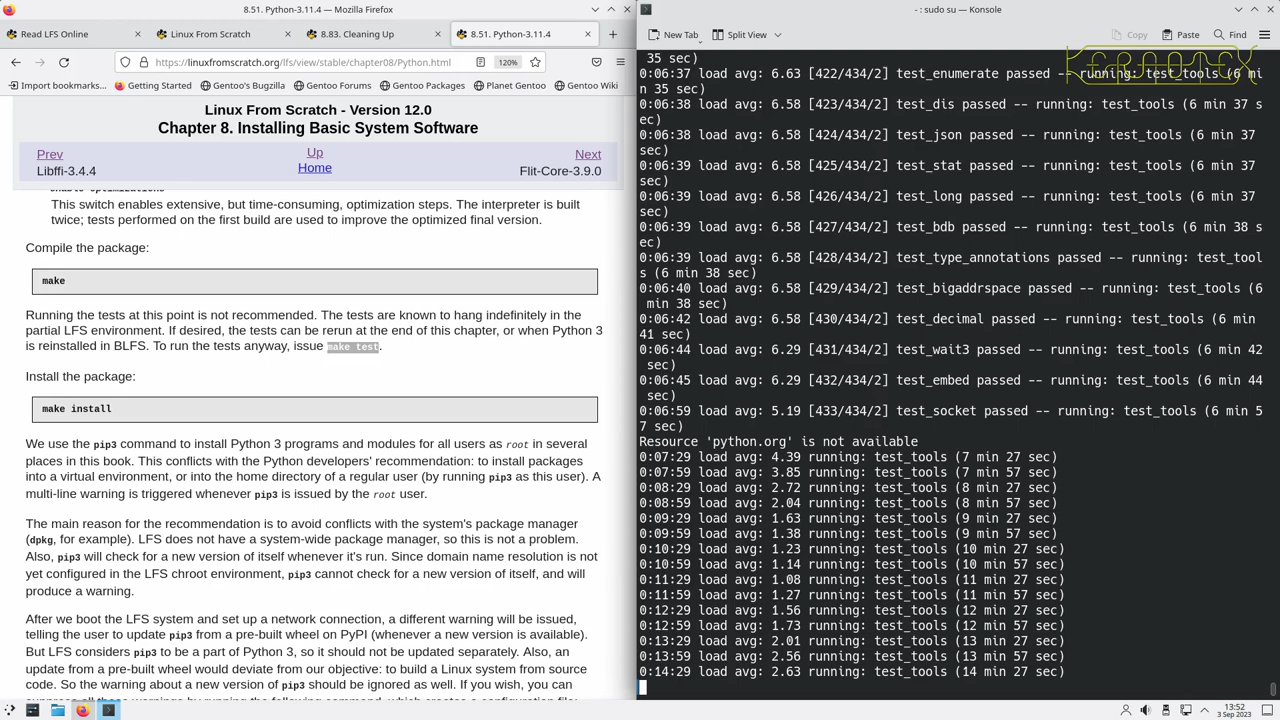 8.51. Python-3.11.4 — Mozilla Firefox
Read LFS Online
Linux From Scratch
8.83. Cleaning Up
8.51. Python-3.11.4
https://linuxfromscratch.org/lfs/view/stable/chapter08/Python.html
120%
Import bookmarks...
Getting Started
Gentoo's Bugzilla
Gentoo Forums
Gentoo Packages
Planet Gentoo
Gentoo Wiki
Linux From Scratch - Version 12.0
Chapter 8. Installing Basic System Software
Prev
Up
Next
Libffi-3.4.4
Home
Flit-Core-3.9.0
This switch enables extensive, but time-consuming, optimization steps. The interpreter is built
twice; tests performed on the first build are used to improve the optimized final version.
Compile the package:
make
Running the tests at this point is not recommended. The tests are known to hang indefinitely in the
partial LFS environment. If desired, the tests can be rerun at the end of this chapter, or when Python 3
is reinstalled in BLFS. To run the tests anyway, issue make test.
Install the package:
make install
We use the pip3 command to install Python 3 programs and modules for all users as root in several
places in this book. This conflicts with the Python developers' recommendation: to install packages
into a virtual environment, or into the home directory of a regular user (by running pip3 as this user). A
multi-line warning is triggered whenever pip3 is issued by the root user.
The main reason for the recommendation is to avoid conflicts with the system's package manager
(dpkg, for example). LFS does not have a system-wide package manager, so this is not a problem.
Also, pip3 will check for a new version of itself whenever it's run. Since domain name resolution is not
yet configured in the LFS chroot environment, pip3 cannot check for a new version of itself, and will
produce a warning.
After we boot the LFS system and set up a network connection, a different warning will be issued,
telling the user to update pip3 from a pre-built wheel on PyPI (whenever a new version is available).
But LFS considers pip3 to be a part of Python 3, so it should not be updated separately. Also, an
update from a pre-built wheel would deviate from our objective: to build a Linux system from source
code. So the warning about a new version of pip3 should be ignored as well. If you wish, you can
- : sudo su — Konsole
New Tab
Split View
Copy
Paste
Find
35 sec)
0:06:37 load avg: 6.63 [422/434/2] test_enumerate passed -- running: test_tools (6 mi
n 35 sec)
0:06:38 load avg: 6.58 [423/434/2] test_dis passed -- running: test_tools (6 min 37 s
ec)
0:06:38 load avg: 6.58 [424/434/2] test_json passed -- running: test_tools (6 min 37
sec)
0:06:39 load avg: 6.58 [425/434/2] test_stat passed -- running: test_tools (6 min 37
sec)
0:06:39 load avg: 6.58 [426/434/2] test_long passed -- running: test_tools (6 min 37
sec)
0:06:39 load avg: 6.58 [427/434/2] test_bdb passed -- running: test_tools (6 min 38 s
ec)
0:06:39 load avg: 6.58 [428/434/2] test_type_annotations passed -- running: test_tool
s (6 min 38 sec)
0:06:40 load avg: 6.58 [429/434/2] test_bigaddrspace passed -- running: test_tools (6
min 38 sec)
0:06:42 load avg: 6.58 [430/434/2] test_decimal passed -- running: test_tools (6 min
41 sec)
0:06:44 load avg: 6.29 [431/434/2] test_wait3 passed -- running: test_tools (6 min 42
sec)
0:06:45 load avg: 6.29 [432/434/2] test_embed passed -- running: test_tools (6 min 44
sec)
0:06:59 load avg: 5.19 [433/434/2] test_socket passed -- running: test_tools (6 min 5
7 sec)
Resource 'python.org' is not available
0:07:29 load avg: 4.39 running: test_tools (7 min 27 sec)
0:07:59 load avg: 3.85 running: test_tools (7 min 57 sec)
0:08:29 load avg: 2.72 running: test_tools (8 min 27 sec)
0:08:59 load avg: 2.04 running: test_tools (8 min 57 sec)
0:09:29 load avg: 1.63 running: test_tools (9 min 27 sec)
0:09:59 load avg: 1.38 running: test_tools (9 min 57 sec)
0:10:29 load avg: 1.23 running: test_tools (10 min 27 sec)
0:10:59 load avg: 1.14 running: test_tools (10 min 57 sec)
0:11:29 load avg: 1.08 running: test_tools (11 min 27 sec)
0:11:59 load avg: 1.27 running: test_tools (11 min 57 sec)
0:12:29 load avg: 1.56 running: test_tools (12 min 27 sec)
0:12:59 load avg: 1.73 running: test_tools (12 min 57 sec)
0:13:29 load avg: 2.01 running: test_tools (13 min 27 sec)
0:13:59 load avg: 2.56 running: test_tools (13 min 57 sec)
0:14:29 load avg: 2.63 running: test_tools (14 min 27 sec)
13:52
3 Sep 2023